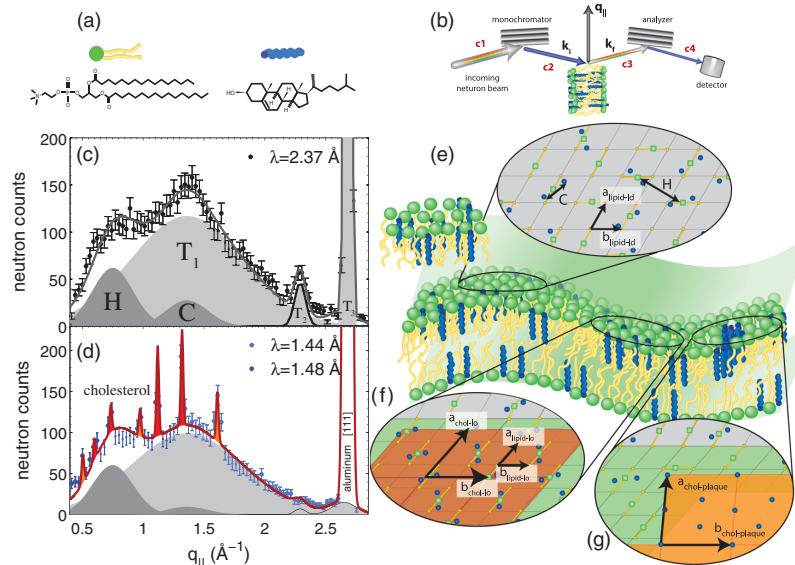 (a)
HO
H
H
H
O
O
O
O
P
O
O
N
(b)
monochromator
analyzer
q||
c1
ki
kf
c4
c2
c3
incoming
neturon beam
detector
(c)
λ=2.37 Å
neutron counts
200
150
100
50
0
H
T1
C
T2
T3
(d)
λ=1.44 Å
λ=1.48 Å
cholesterol
neutron counts
200
150
100
50
0
aluminum [111]
0.5 1 1.5 2 2.5
q|| (Å⁻¹)
(e)
C
H
alipid-ld
blipid-ld
(f)
achol-lo
alipid-lo
blipid-lo
bchol-lo
(g)
achol-plaque
bchol-plaque